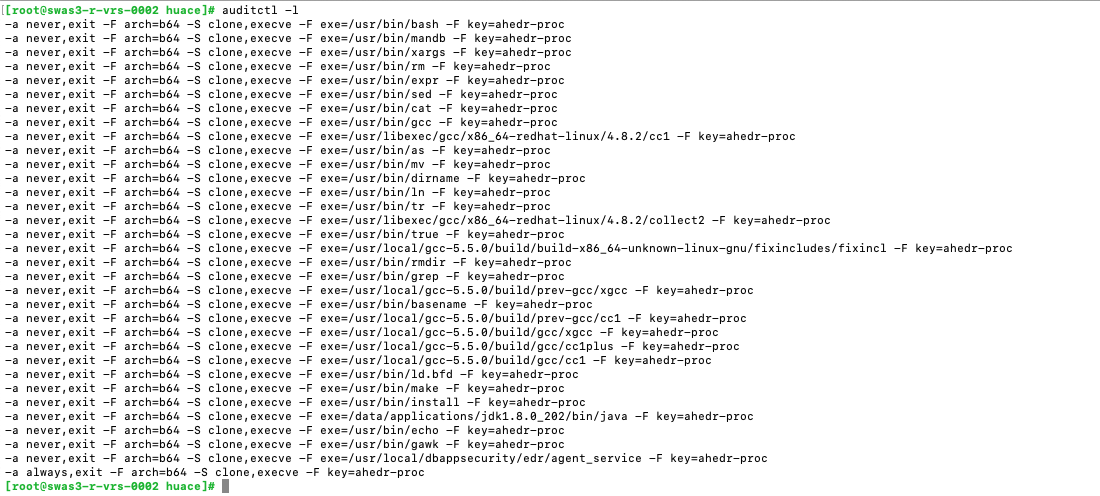 [root@swas3-r-vrs-0002 huace]# auditctl -l
-a never,exit -F arch=b64 -S clone,execve -F exe=/usr/bin/bash -F key=ahedr-proc
-a never,exit -F arch=b64 -S clone,execve -F exe=/usr/bin/mandb -F key=ahedr-proc
-a never,exit -F arch=b64 -S clone,execve -F exe=/usr/bin/xargs -F key=ahedr-proc
-a never,exit -F arch=b64 -S clone,execve -F exe=/usr/bin/rm -F key=ahedr-proc
-a never,exit -F arch=b64 -S clone,execve -F exe=/usr/bin/expr -F key=ahedr-proc
-a never,exit -F arch=b64 -S clone,execve -F exe=/usr/bin/sed -F key=ahedr-proc
-a never,exit -F arch=b64 -S clone,execve -F exe=/usr/bin/cat -F key=ahedr-proc
-a never,exit -F arch=b64 -S clone,execve -F exe=/usr/bin/gcc -F key=ahedr-proc
-a never,exit -F arch=b64 -S clone,execve -F exe=/usr/libexec/gcc/x86_64-redhat-linux/4.8.2/cc1 -F key=ahedr-proc
-a never,exit -F arch=b64 -S clone,execve -F exe=/usr/bin/as -F key=ahedr-proc
-a never,exit -F arch=b64 -S clone,execve -F exe=/usr/bin/mv -F key=ahedr-proc
-a never,exit -F arch=b64 -S clone,execve -F exe=/usr/bin/dirname -F key=ahedr-proc
-a never,exit -F arch=b64 -S clone,execve -F exe=/usr/bin/ln -F key=ahedr-proc
-a never,exit -F arch=b64 -S clone,execve -F exe=/usr/bin/tr -F key=ahedr-proc
-a never,exit -F arch=b64 -S clone,execve -F exe=/usr/libexec/gcc/x86_64-redhat-linux/4.8.2/collect2 -F key=ahedr-proc
-a never,exit -F arch=b64 -S clone,execve -F exe=/usr/bin/true -F key=ahedr-proc
-a never,exit -F arch=b64 -S clone,execve -F exe=/usr/local/gcc-5.5.0/build/build-x86_64-unknown-linux-gnu/fixincludes/fixincl -F key=ahedr-proc
-a never,exit -F arch=b64 -S clone,execve -F exe=/usr/bin/rmdir -F key=ahedr-proc
-a never,exit -F arch=b64 -S clone,execve -F exe=/usr/bin/grep -F key=ahedr-proc
-a never,exit -F arch=b64 -S clone,execve -F exe=/usr/local/gcc-5.5.0/build/prev-gcc/xgcc -F key=ahedr-proc
-a never,exit -F arch=b64 -S clone,execve -F exe=/usr/bin/basename -F key=ahedr-proc
-a never,exit -F arch=b64 -S clone,execve -F exe=/usr/local/gcc-5.5.0/build/prev-gcc/cc1 -F key=ahedr-proc
-a never,exit -F arch=b64 -S clone,execve -F exe=/usr/local/gcc-5.5.0/build/gcc/xgcc -F key=ahedr-proc
-a never,exit -F arch=b64 -S clone,execve -F exe=/usr/local/gcc-5.5.0/build/gcc/cc1plus -F key=ahedr-proc
-a never,exit -F arch=b64 -S clone,execve -F exe=/usr/local/gcc-5.5.0/build/gcc/cc1 -F key=ahedr-proc
-a never,exit -F arch=b64 -S clone,execve -F exe=/usr/bin/ld.bfd -F key=ahedr-proc
-a never,exit -F arch=b64 -S clone,execve -F exe=/usr/bin/make -F key=ahedr-proc
-a never,exit -F arch=b64 -S clone,execve -F exe=/usr/bin/install -F key=ahedr-proc
-a never,exit -F arch=b64 -S clone,execve -F exe=/data/applications/jdk1.8.0_202/bin/java -F key=ahedr-proc
-a never,exit -F arch=b64 -S clone,execve -F exe=/usr/bin/echo -F key=ahedr-proc
-a never,exit -F arch=b64 -S clone,execve -F exe=/usr/bin/gawk -F key=ahedr-proc
-a never,exit -F arch=b64 -S clone,execve -F exe=/usr/local/dbappsecurity/edr/agent_service -F key=ahedr-proc
-a always,exit -F arch=b64 -S clone,execve -F key=ahedr-proc
[root@swas3-r-vrs-0002 huace]#